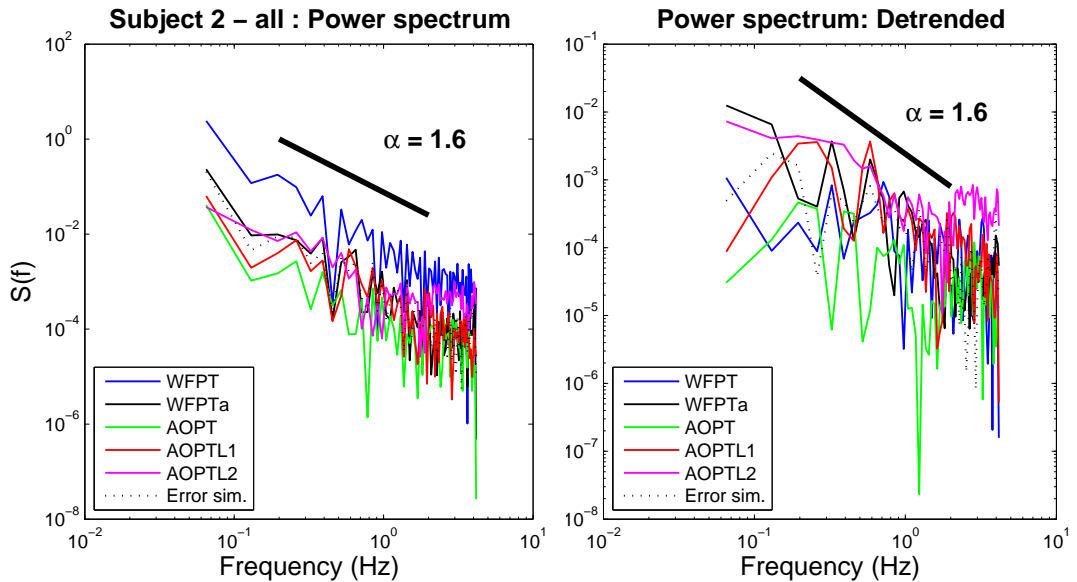 Subject 2 – all : Power spectrum
10^2
10^0
10^-2
10^-4
10^-6
10^-8
S(f)
α = 1.6
WFPT
WFPTa
AOPT
AOPTL1
AOPTL2
Error sim.
10^-2
10^-1
10^0
10^1
Frequency (Hz)
Power spectrum: Detrended
10^-1
10^-2
10^-3
10^-4
10^-5
10^-6
10^-7
10^-8
α = 1.6
WFPT
WFPTa
AOPT
AOPTL1
AOPTL2
Error sim.
10^-2
10^-1
10^0
10^1
Frequency (Hz)